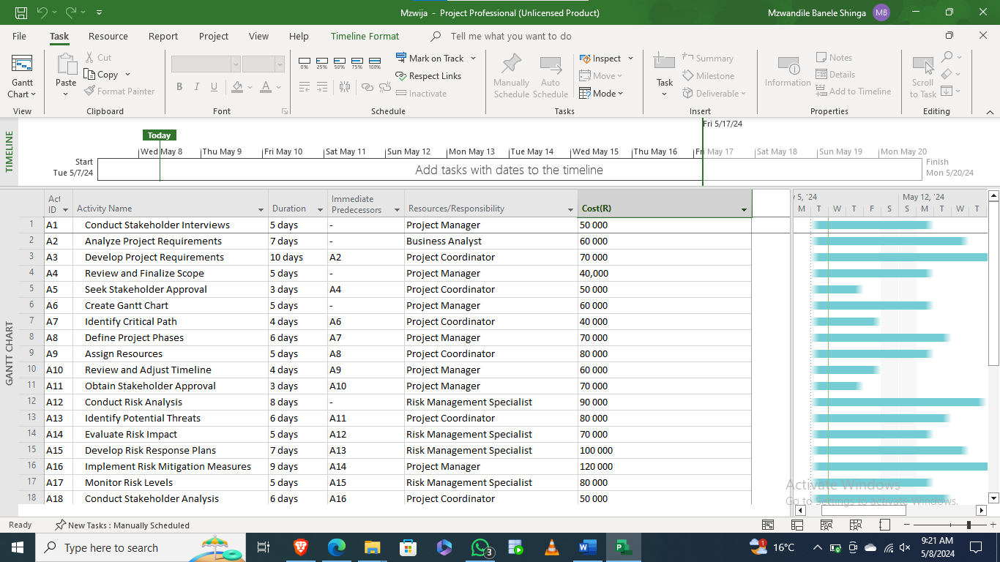 Mzwija - Project Professional (Unlicensed Product)
Mzwandile Banele Shinga MB
File Task Resource Report Project View Help Timeline Format Tell me what you want to do
Gantt Chart
View
Paste
Cut
Copy
Format Painter
Clipboard
B I U A
Font
0% 25% 50% 75% 100%
Mark on Track
Respect Links
Inactivate
Schedule
Manually Schedule
Auto Schedule
Inspect
Move
Mode
Tasks
Task
Summary
Milestone
Deliverable
Insert
Information
Notes
Details
Add to Timeline
Properties
Scroll to Task
Editing
TIMELINE
Fri 5/17/24
Today
Wed May 8 Thu May 9 Fri May 10 Sat May 11 Sun May 12 Mon May 13 Tue May 14 Wed May 15 Thu May 16 Fri May 17 Sat May 18 Sun May 19 Mon May 20
Start
Tue 5/7/24
Add tasks with dates to the timeline
Finish
Mon 5/20/24
GANTT CHART
Act ID Activity Name Duration Immediate Predecessors Resources/Responsibility Cost(R)
5, '24 May 12, '24
M T W T F S S M T W T
1 A1 Conduct Stakeholder Interviews 5 days - Project Manager 50 000
2 A2 Analyze Project Requirements 7 days - Business Analyst 60 000
3 A3 Develop Project Requirements 10 days A2 Project Coordinator 70 000
4 A4 Review and Finalize Scope 5 days - Project Manager 40,000
5 A5 Seek Stakeholder Approval 3 days A4 Project Coordinator 50 000
6 A6 Create Gantt Chart 5 days - Project Manager 60 000
7 A7 Identify Critical Path 4 days A6 Project Coordinator 40 000
8 A8 Define Project Phases 6 days A7 Project Manager 70 000
9 A9 Assign Resources 5 days A8 Project Coordinator 80 000
10 A10 Review and Adjust Timeline 4 days A9 Project Manager 60 000
11 A11 Obtain Stakeholder Approval 3 days A10 Project Manager 70 000
12 A12 Conduct Risk Analysis 8 days - Risk Management Specialist 90 000
13 A13 Identify Potential Threats 6 days A11 Project Coordinator 80 000
14 A14 Evaluate Risk Impact 5 days A12 Risk Management Specialist 70 000
15 A15 Develop Risk Response Plans 7 days A13 Risk Management Specialist 100 000
16 A16 Implement Risk Mitigation Measures 9 days A14 Project Manager 120 000
17 A17 Monitor Risk Levels 5 days A15 Risk Management Specialist 80 000
18 A18 Conduct Stakeholder Analysis 6 days A16 Project Coordinator 50 000
Activate Windows
Go to Settings to activate Windows.
Ready New Tasks : Manually Scheduled
Type here to search
3
1
16°C
9:21 AM
5/8/2024